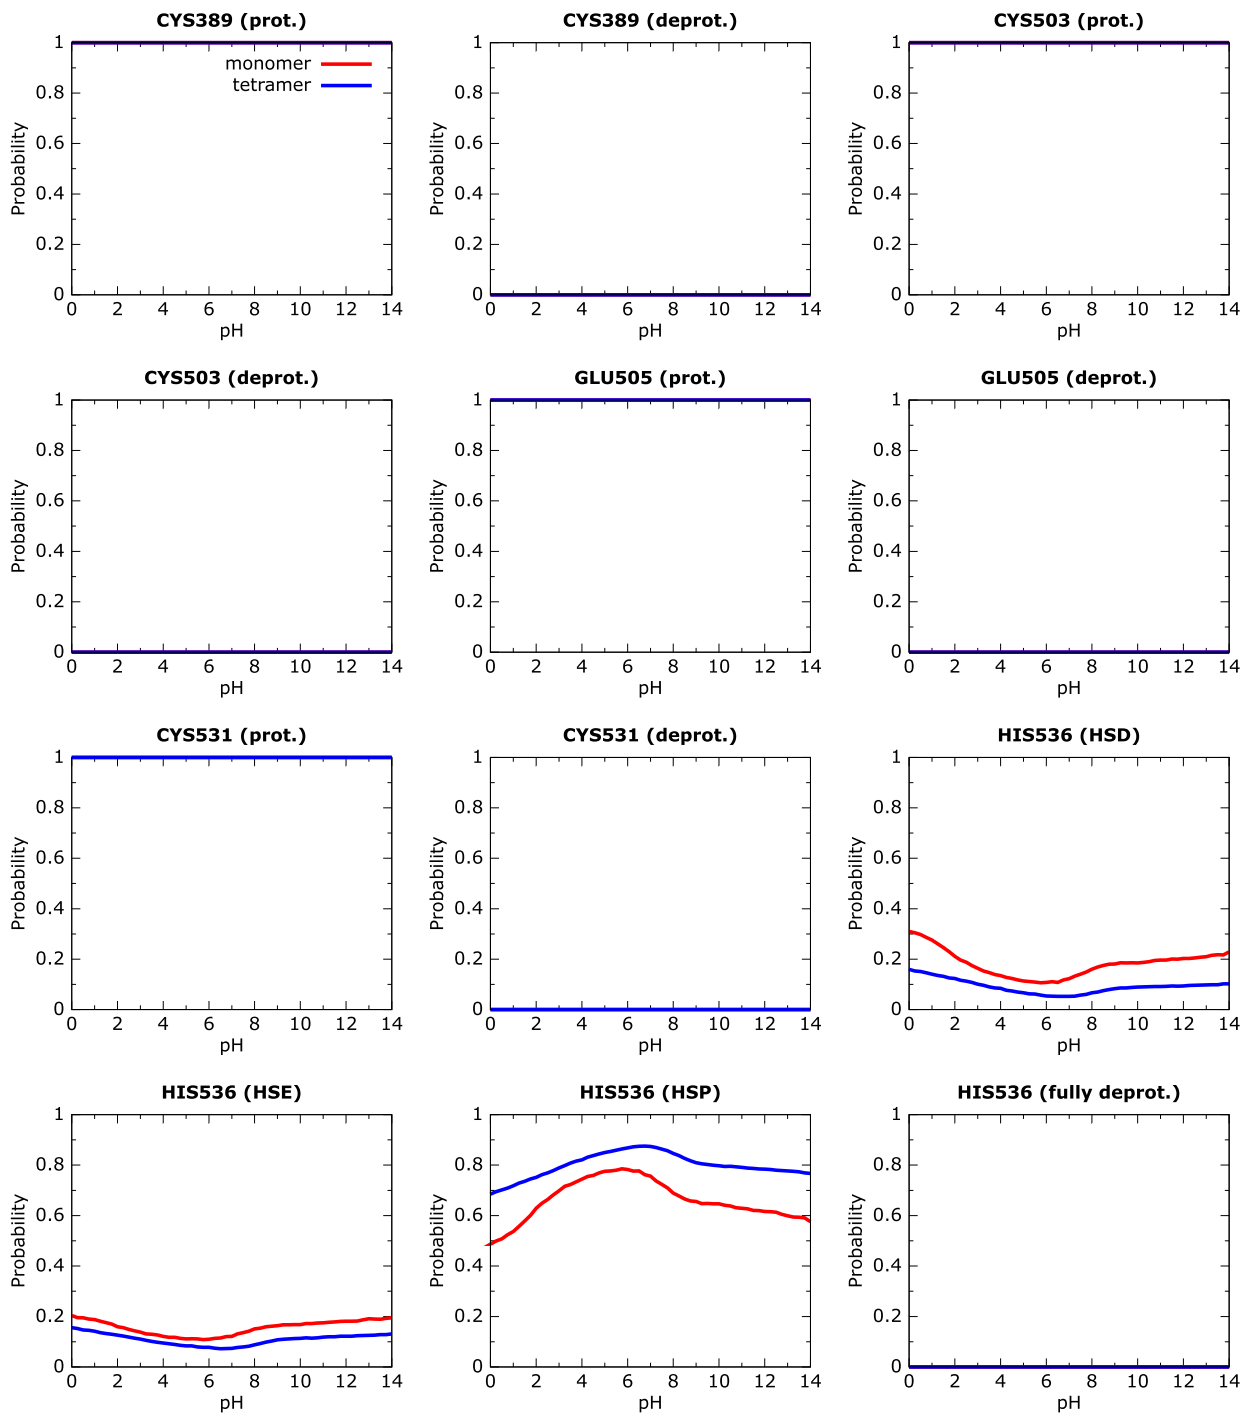 CYS389 (prot.)
CYS389 (deprot.)
CYS503 (prot.)
1
0.8
0.6
0.4
0.2
0
Probability
monomer
tetramer
0 2 4 6 8 10 12 14
pH
1
0.8
0.6
0.4
0.2
0
Probability
0 2 4 6 8 10 12 14
pH
1
0.8
0.6
0.4
0.2
0
Probability
0 2 4 6 8 10 12 14
pH
CYS503 (deprot.)
GLU505 (prot.)
GLU505 (deprot.)
1
0.8
0.6
0.4
0.2
0
Probability
0 2 4 6 8 10 12 14
pH
1
0.8
0.6
0.4
0.2
0
Probability
0 2 4 6 8 10 12 14
pH
1
0.8
0.6
0.4
0.2
0
Probability
0 2 4 6 8 10 12 14
pH
CYS531 (prot.)
CYS531 (deprot.)
HIS536 (HSD)
1
0.8
0.6
0.4
0.2
0
Probability
0 2 4 6 8 10 12 14
pH
1
0.8
0.6
0.4
0.2
0
Probability
0 2 4 6 8 10 12 14
pH
1
0.8
0.6
0.4
0.2
0
Probability
0 2 4 6 8 10 12 14
pH
HIS536 (HSE)
HIS536 (HSP)
HIS536 (fully deprot.)
1
0.8
0.6
0.4
0.2
0
Probability
0 2 4 6 8 10 12 14
pH
1
0.8
0.6
0.4
0.2
0
Probability
0 2 4 6 8 10 12 14
pH
1
0.8
0.6
0.4
0.2
0
Probability
0 2 4 6 8 10 12 14
pH